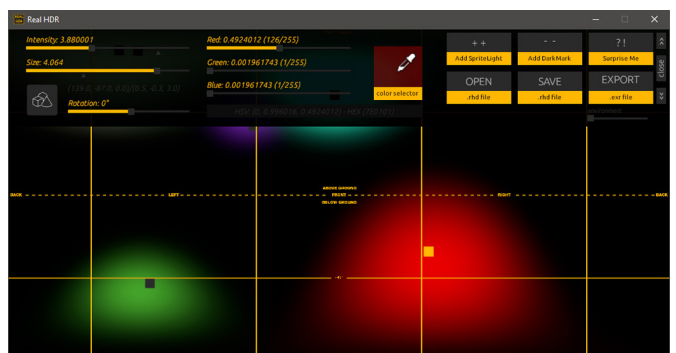 Real HDR
Intensity: 3.880001
Red: 0.4924012 (126/255)
+ +
- -
? !
Size: 4.064
Green: 0.001961743 (1/255)
Add SpriteLight
Add DarkMark
Surprise Me
close
Blue: 0.001961743 (1/255)
OPEN
SAVE
EXPORT
Rotation: 0°
color selector
.rhd file
.rhd file
.exr file
ABOVE GROUND
BACK
LEFT
FRONT
RIGHT
BACK
BELOW GROUND